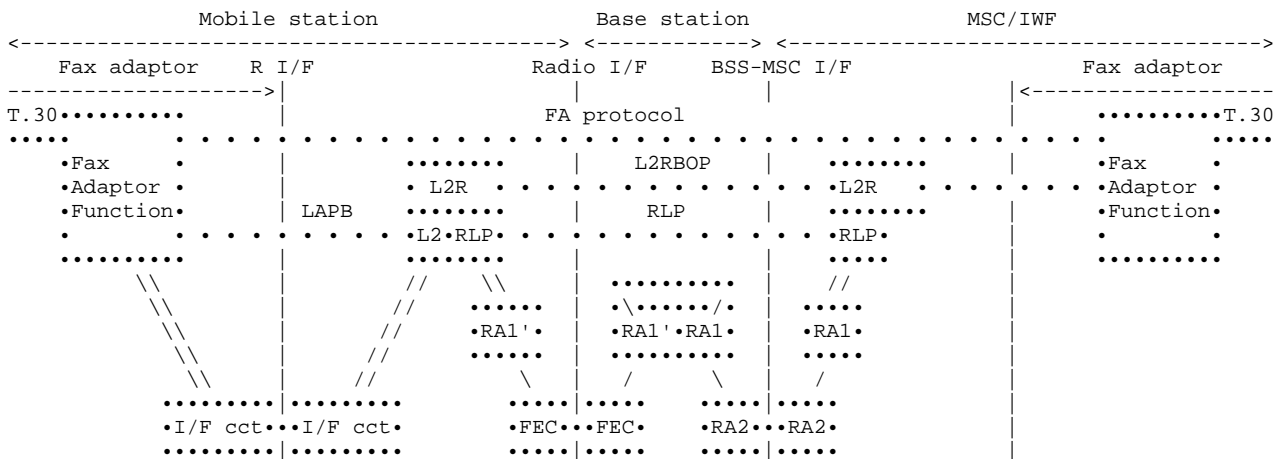 Mobile station Base station MSC/IWF
Fax adaptor R I/F Radio I/F BSS-MSC I/F Fax adaptor
T.30 FA protocol T.30
Fax L2RBOP Fax
Adaptor L2R L2R Adaptor
Function LAPB RLP Function
L2 RLP RLP
RA1' RA1' RA1 RA1
I/F cct I/F cct FEC FEC RA2 RA2